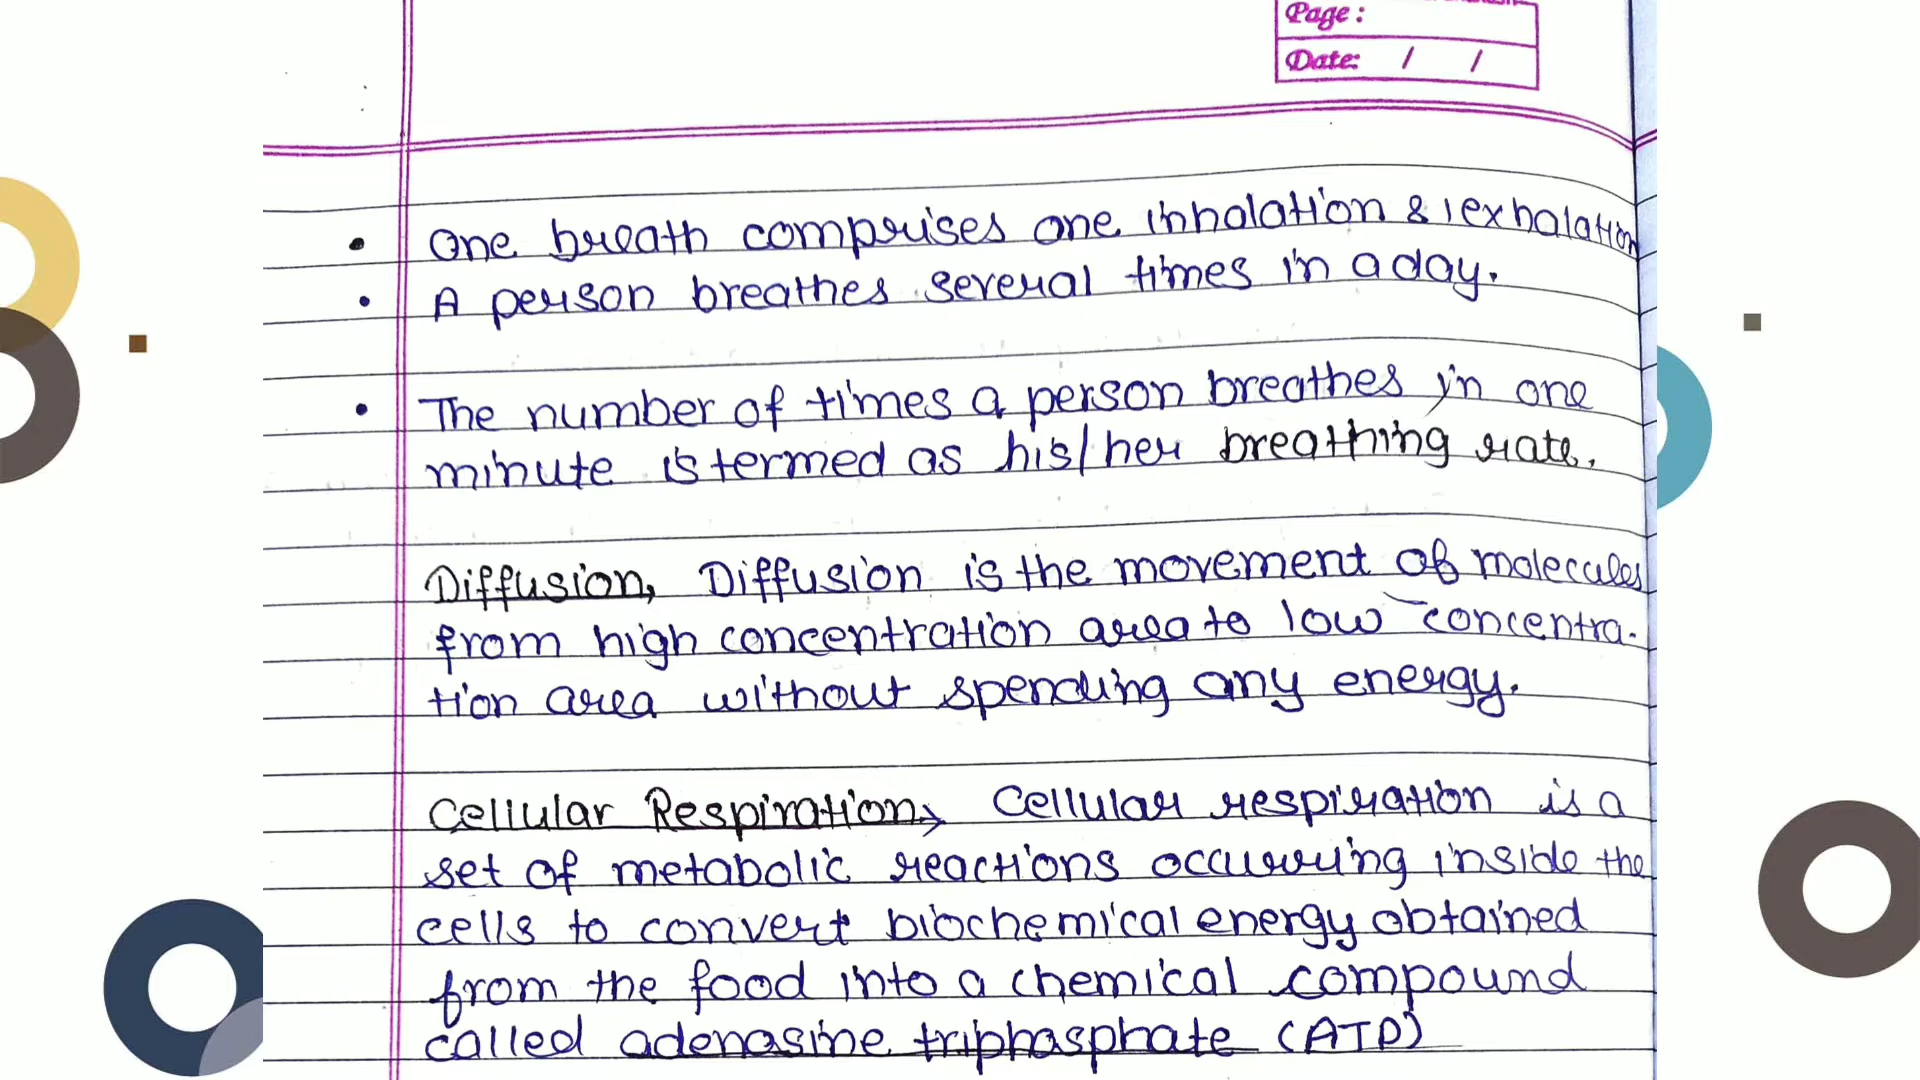 Page:
Date: / /
• One breath comprises one inhalation & 1 exhalation
• A person breathes several times in a day.
• The number of times a person breathes in one
minute is termed as his/her breathing rate.
Diffusion, Diffusion is the movement of molecules
from high concentration area to low concentra-
tion area without spending any energy.
Cellular Respiration→ Cellular respiration is a
set of metabolic reactions occurring inside the
cells to convert biochemical energy obtained
from the food into a chemical compound
called adenosine triphosphate (ATP)